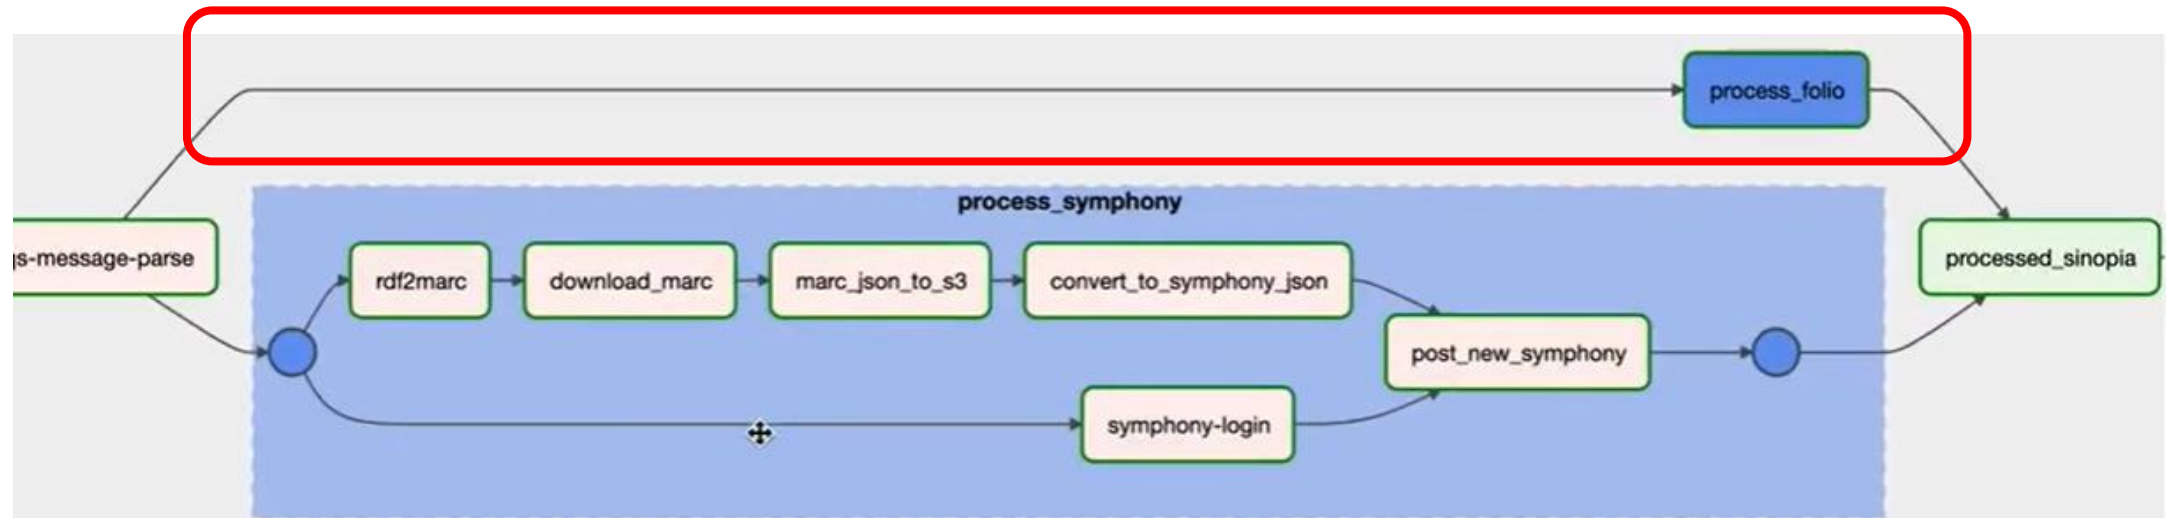 process_folio
process_symphony
s-message-parse
rdf2marc
download_marc
marc_json_to_s3
convert_to_symphony_json
processed_sinopia
post_new_symphony
symphony-login